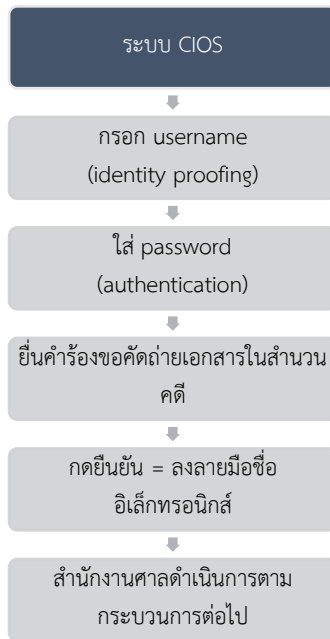 ระบบ CIOS
กรอก username
(identity proofing)
ใส่ password
(authentication)
ยื่นคำร้องขอคัดถ่ายเอกสารในสำนวน
คดี
กดยืนยัน = ลงลายมือชื่อ
อิเล็กทรอนิกส์
สำนักงานศาลดำเนินการตาม
กระบวนการต่อไป